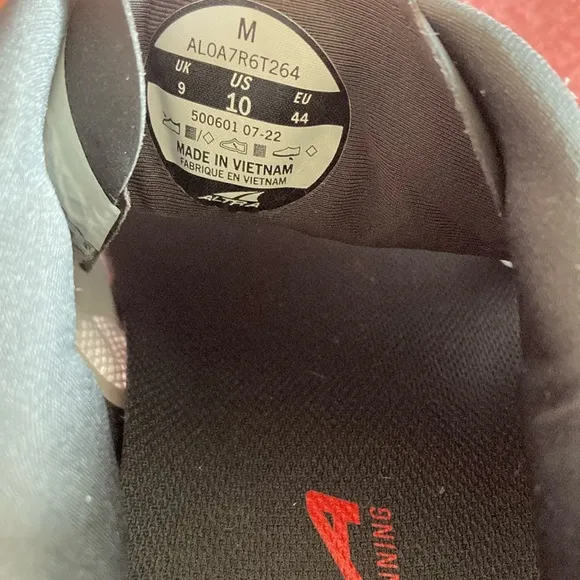 M
AL0A7R6T264
UK US EU
9 10 44
500601 07-22
MADE IN VIETNAM
FABRIQUE EN VIETNAM
ALTRA